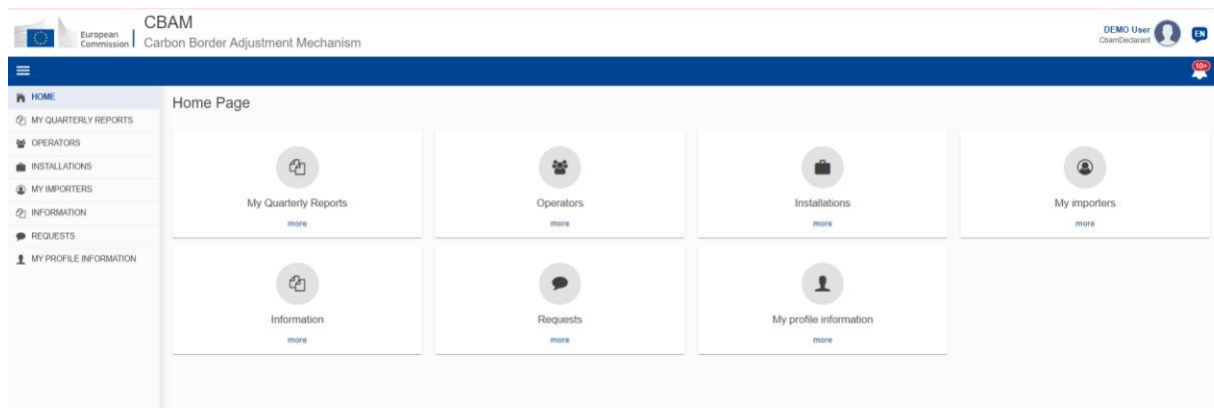 European
Commission
CBAM
Carbon Border Adjustment Mechanism
DEMO User
CbamDeclarant
EN
10+
HOME
MY QUARTERLY REPORTS
OPERATORS
INSTALLATIONS
MY IMPORTERS
INFORMATION
REQUESTS
MY PROFILE INFORMATION
Home Page
My Quarterly Reports
more
Operators
more
Installations
more
My importers
more
Information
more
Requests
more
My profile information
more